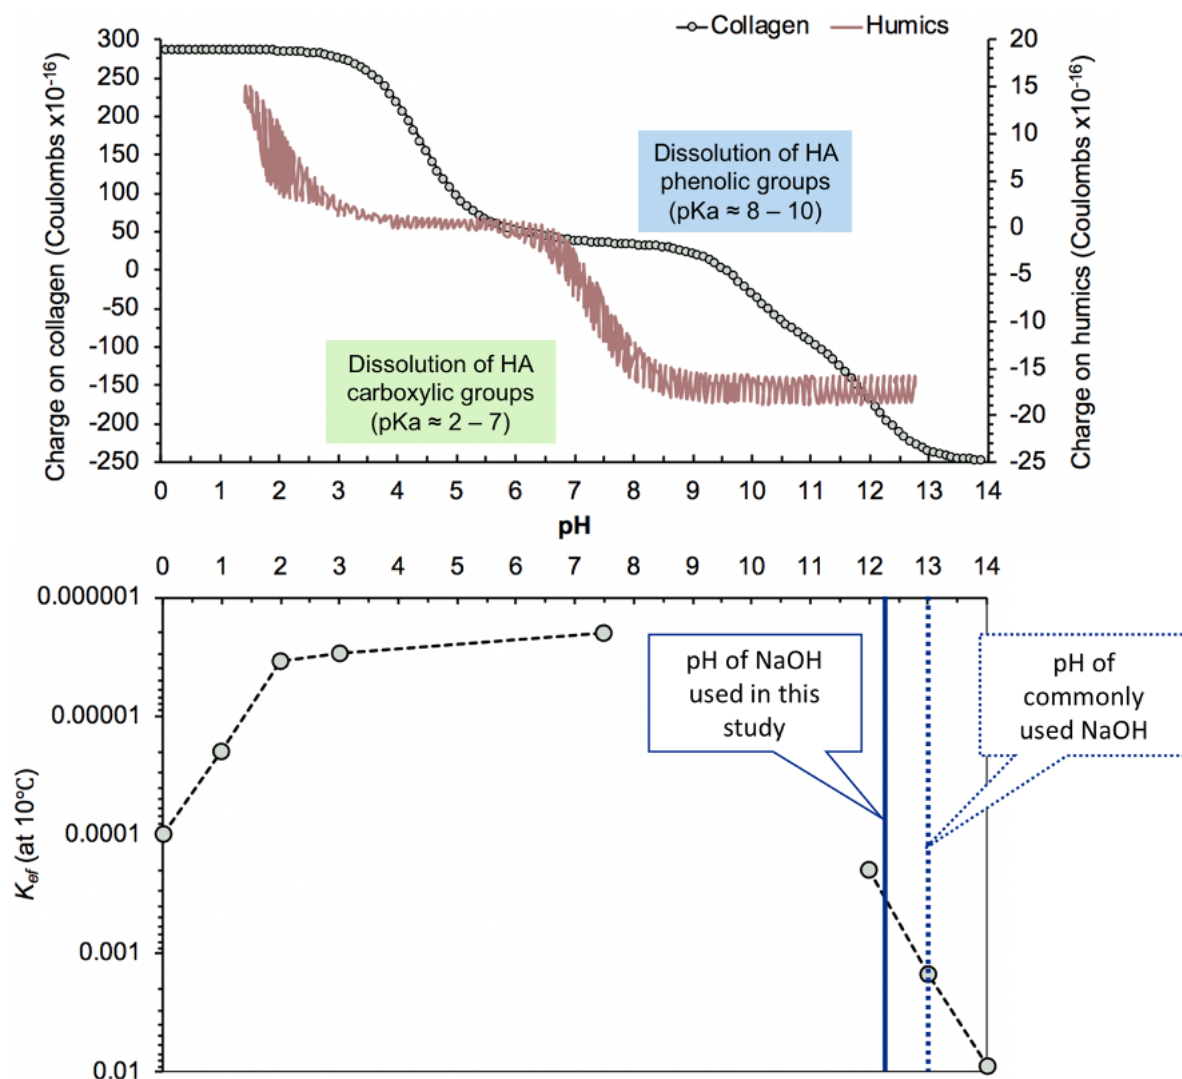 Collagen Humics
Charge on collagen (Coulombs x10⁻¹⁶)
300
250
200
150
100
50
0
-50
-100
-150
-200
-250
Dissolution of HA
phenolic groups
(pKa ≈ 8 – 10)
Dissolution of HA
carboxylic groups
(pKa ≈ 2 – 7)
20
15
10
5
0
-5
-10
-15
-20
-25
Charge on humics (Coulombs x10⁻¹⁶)
0 1 2 3 4 5 6 7 8 9 10 11 12 13 14
pH
0 1 2 3 4 5 6 7 8 9 10 11 12 13 14
K_ef (at 10°C)
0.000001
0.00001
0.0001
0.001
0.01
pH of NaOH
used in this
study
pH of
commonly
used NaOH